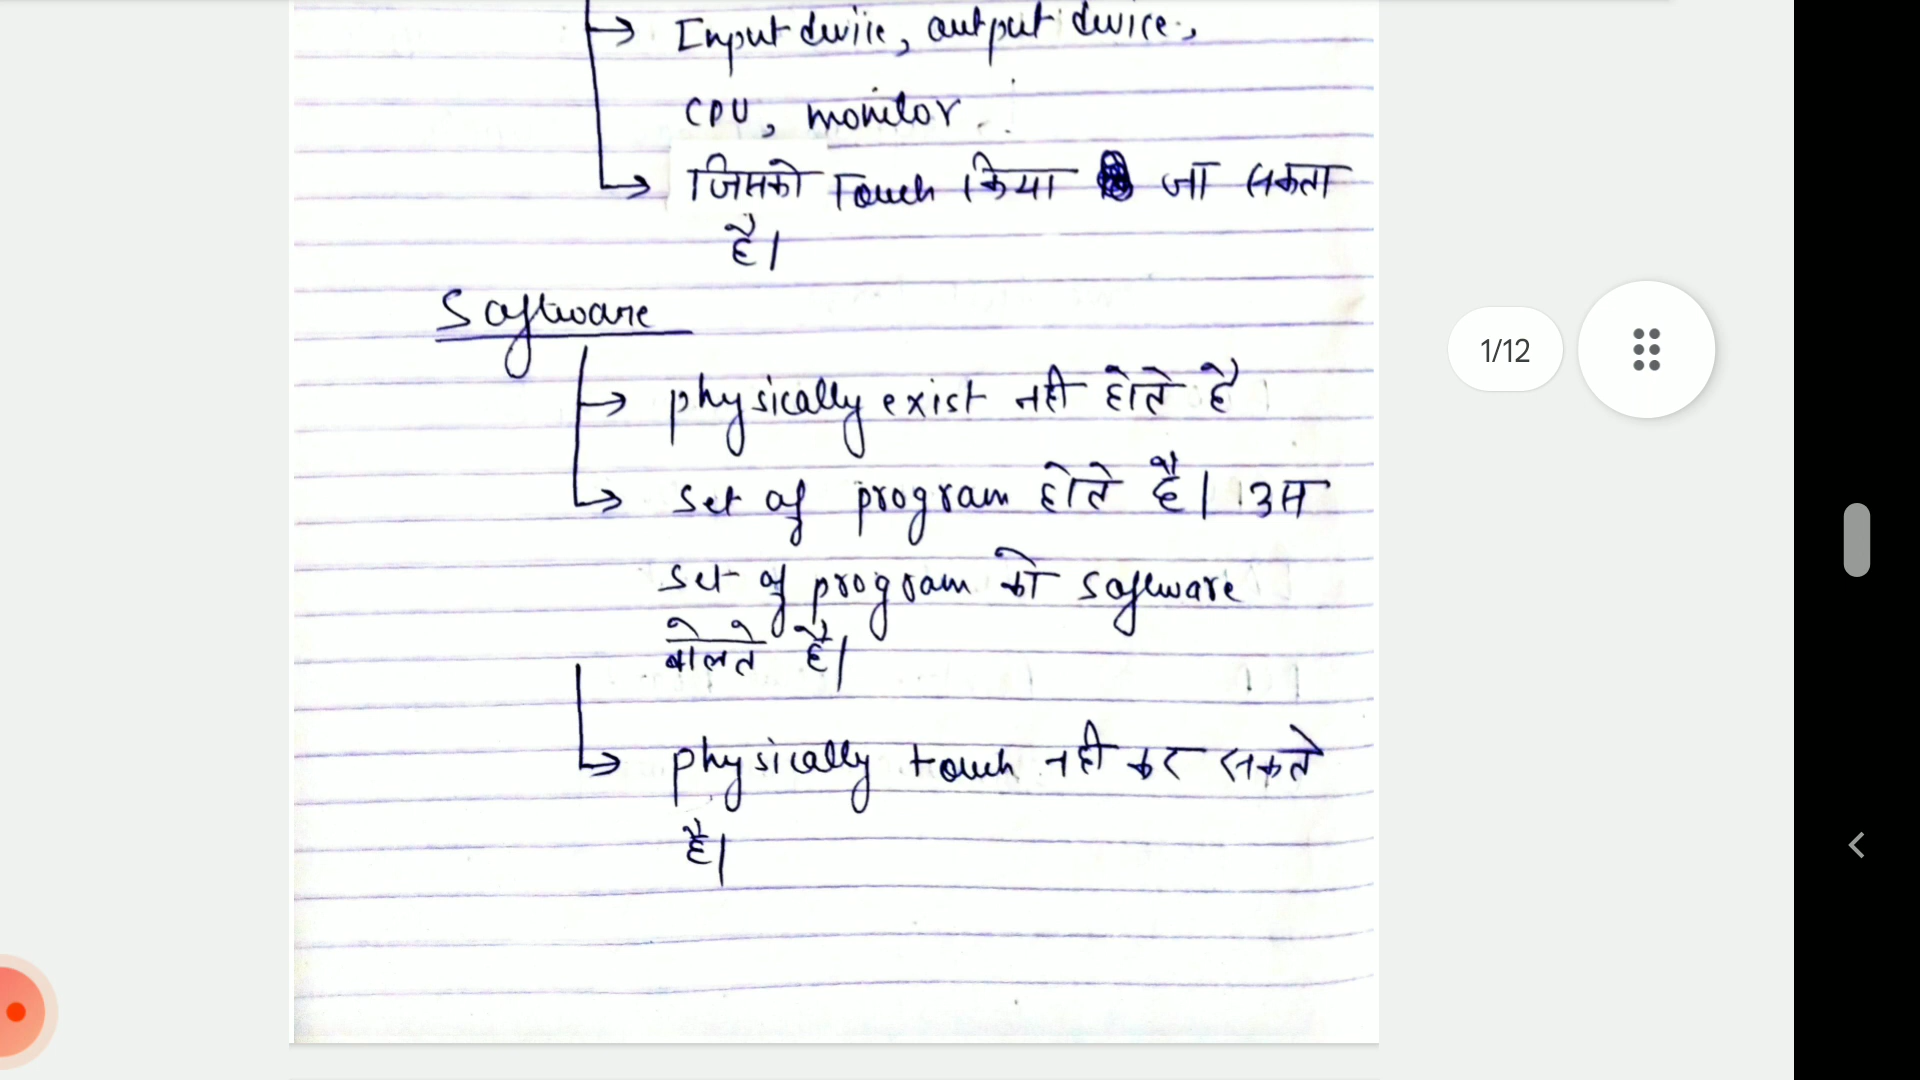 Input device, output device,
CPU, monitor
जिसको Touch किया जा सकता
है।
Software
physically exist नही होते है
set of program होते है। उस
set of program को software
बोलते है।
physically touch नही कर सकते
है।
1/12